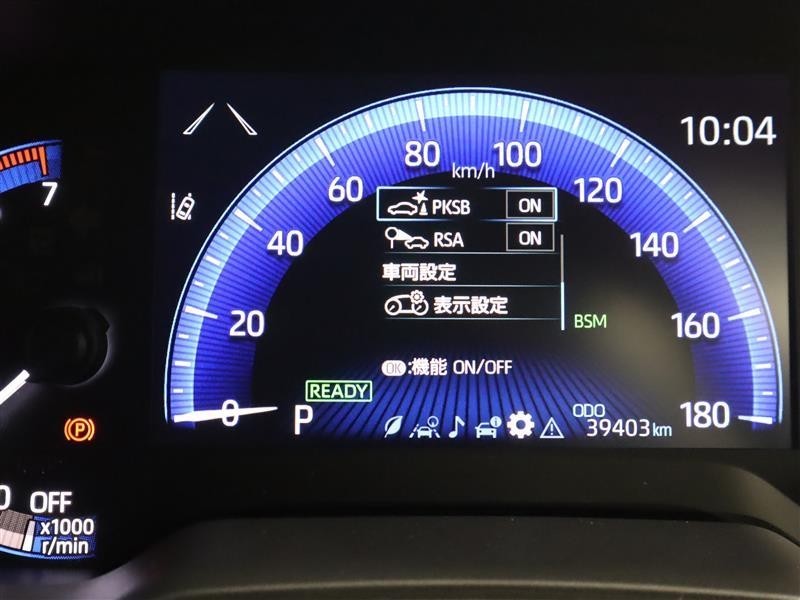 10:04
7
0
20
40
60
80
100
120
140
160
180
km/h
PKSB ON
RSA ON
車両設定
表示設定
BSM
OK:機能 ON/OFF
READY
P
ODO
39403km
P
0 OFF
x1000
r/min